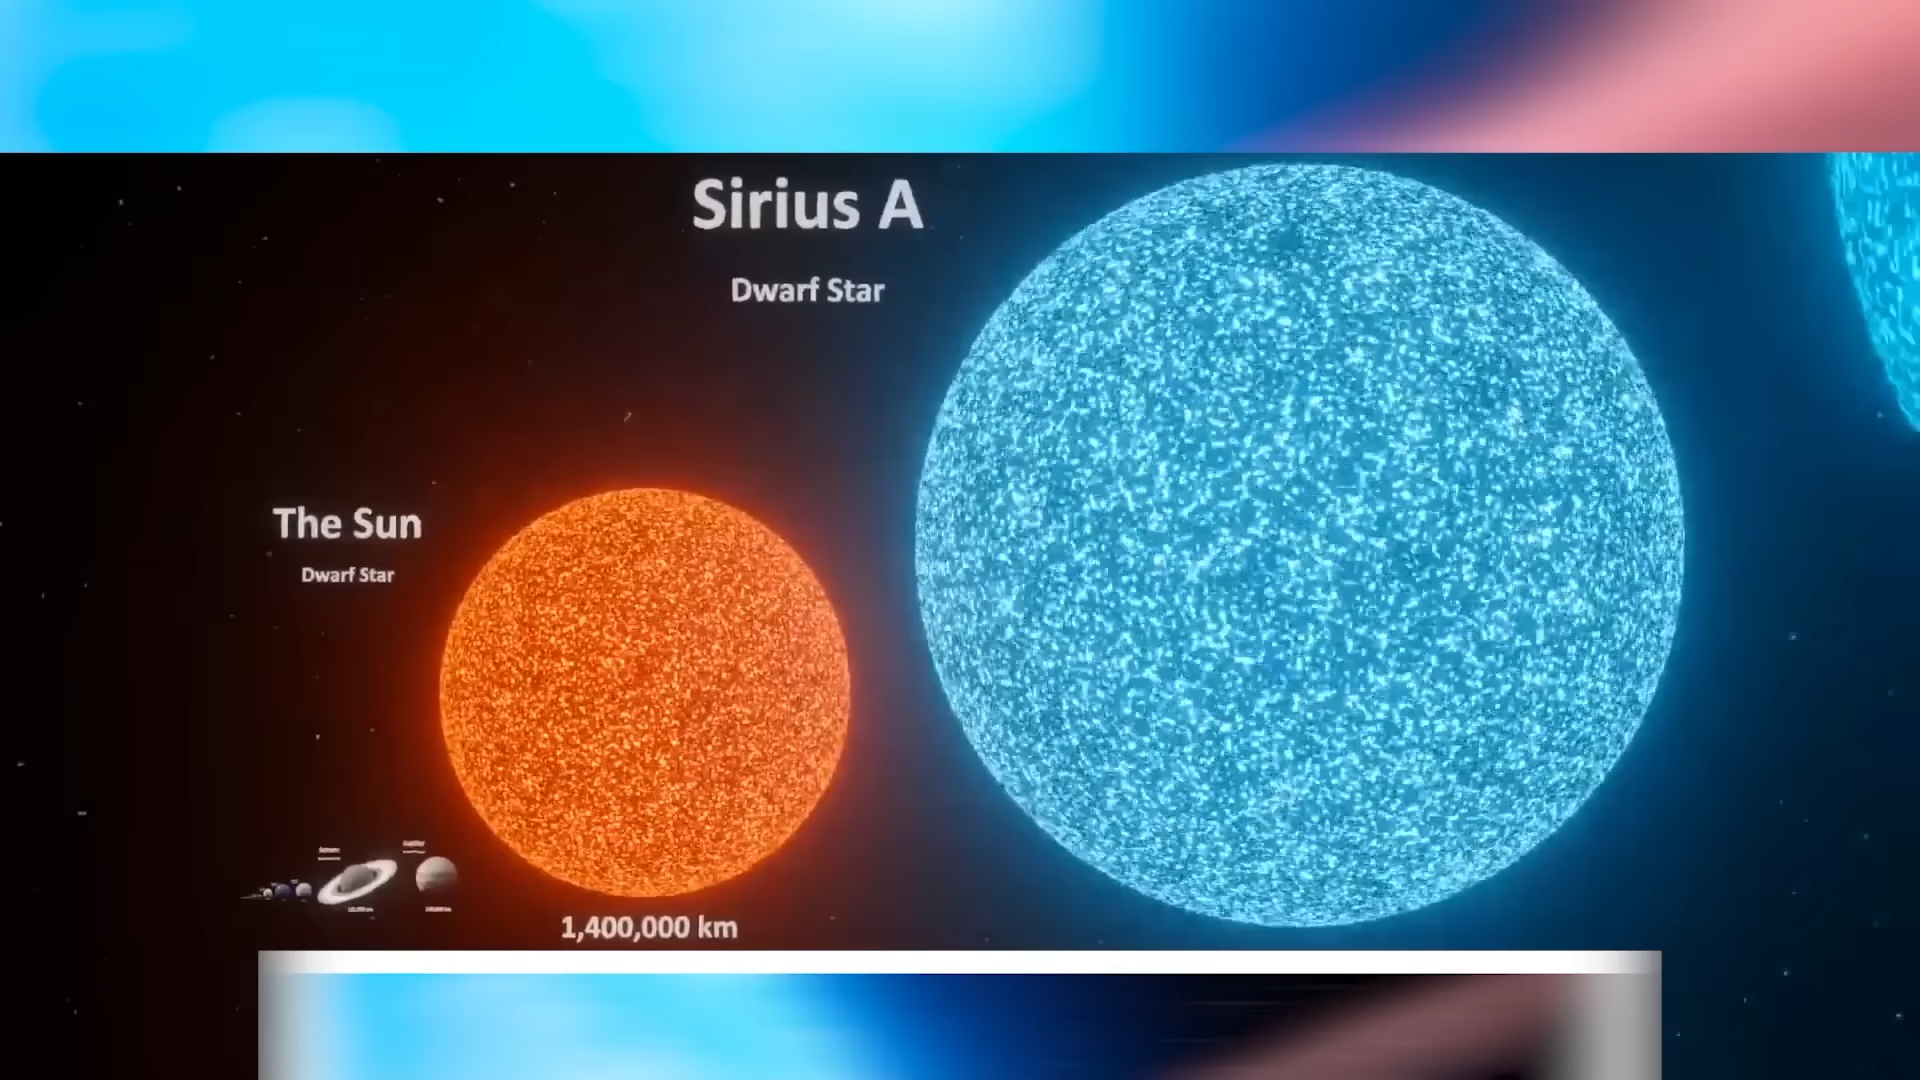 Sirius A
Dwarf Star
The Sun
Dwarf Star
1,400,000 km